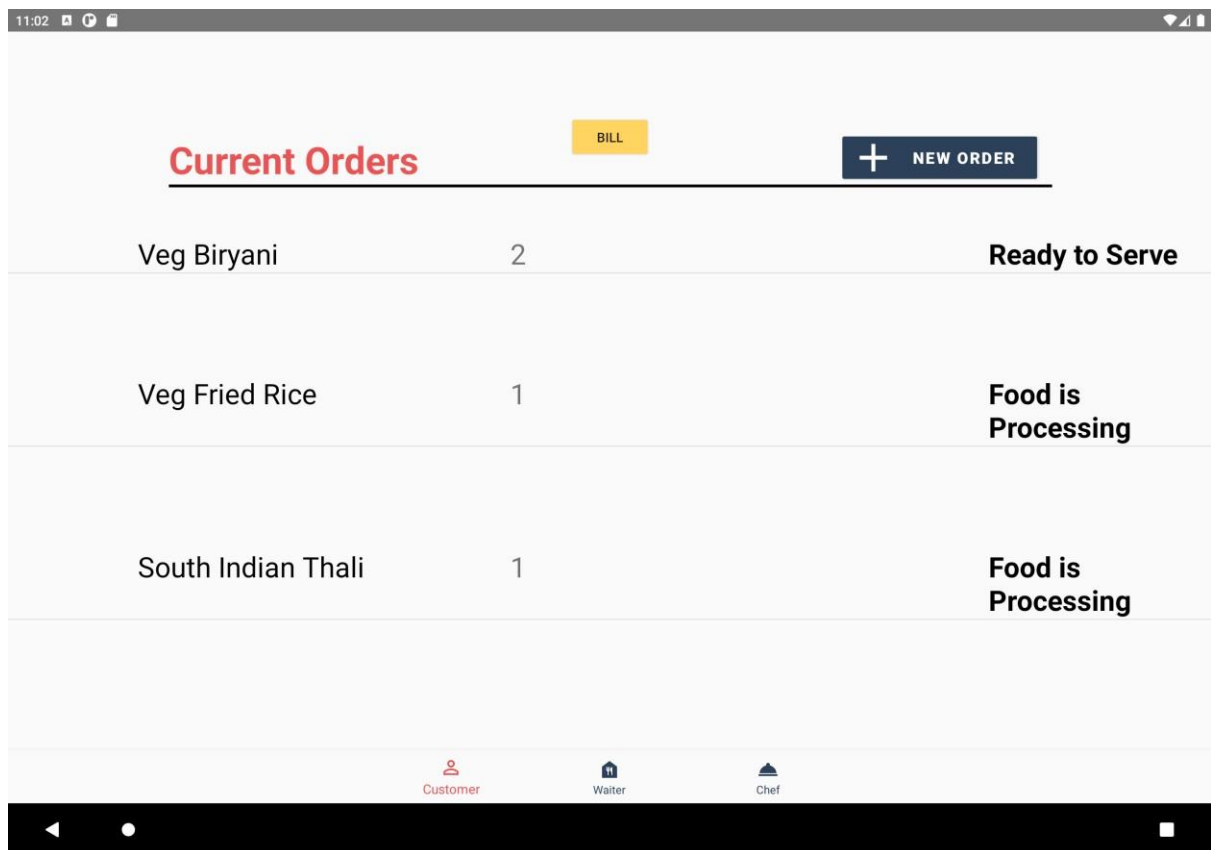 11:02
BILL
Current Orders
NEW ORDER
Veg Biryani 2 Ready to Serve
Veg Fried Rice 1 Food is
Processing
South Indian Thali 1 Food is
Processing
Customer Waiter Chef